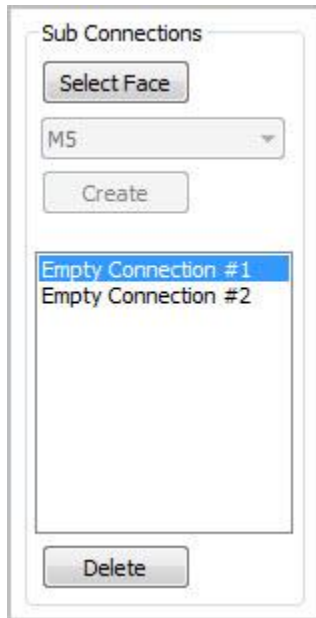 Sub Connections
Select Face
M5
Create
Empty Connection #1
Empty Connection #2
Delete